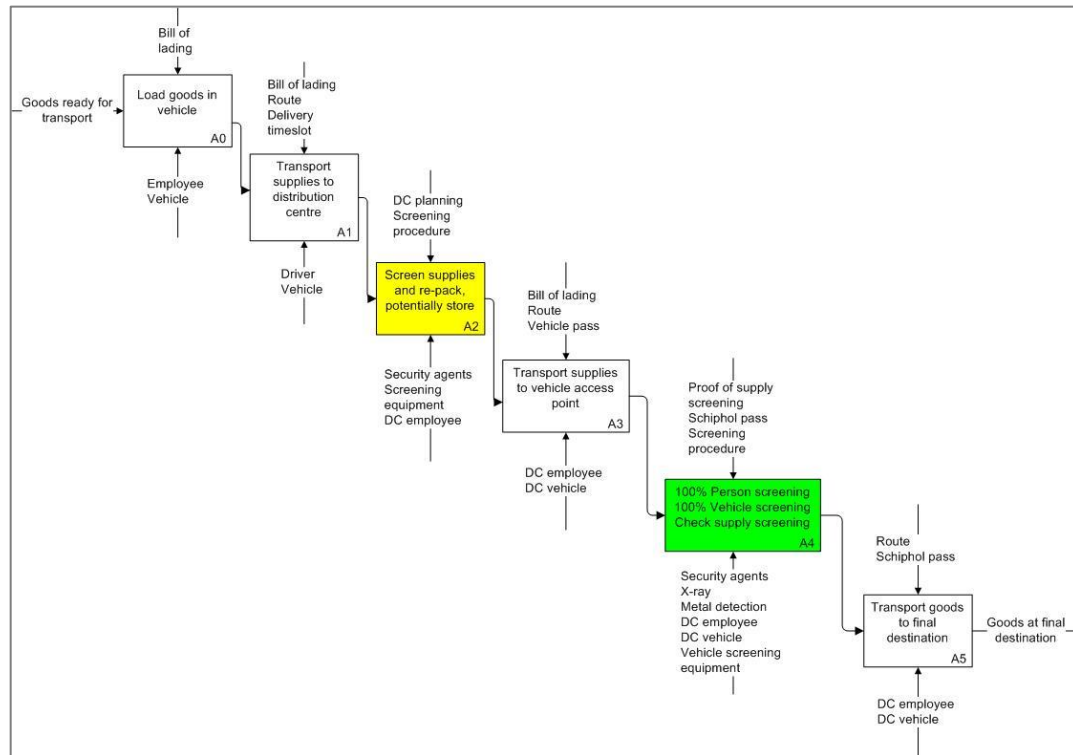 Bill of
lading
Goods ready for
transport
Load goods in
vehicle
A0
Employee
Vehicle
Bill of lading
Route
Delivery
timeslot
Transport
supplies to
distribution
centre
A1
Driver
Vehicle
DC planning
Screening
procedure
Screen supplies
and re-pack,
potentially store
A2
Security agents
Screening
equipment
DC employee
Bill of lading
Route
Vehicle pass
Transport supplies
to vehicle access
point
A3
DC employee
DC vehicle
Proof of supply
screening
Schiphol pass
Screening
procedure
100% Person screening
100% Vehicle screening
Check supply screening
A4
Security agents
X-ray
Metal detection
DC employee
DC vehicle
Vehicle screening
equipment
Route
Schiphol pass
Transport goods
to final
destination
A5
Goods at final
destination
DC employee
DC vehicle